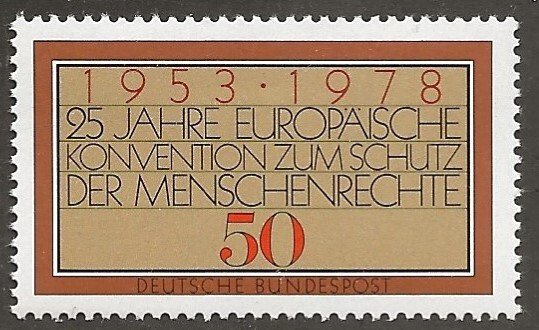 1953·1978
25 JAHRE EUROPÄISCHE
KONVENTION ZUM SCHUTZ
DER MENSCHENRECHTE
50
DEUTSCHE BUNDESPOST